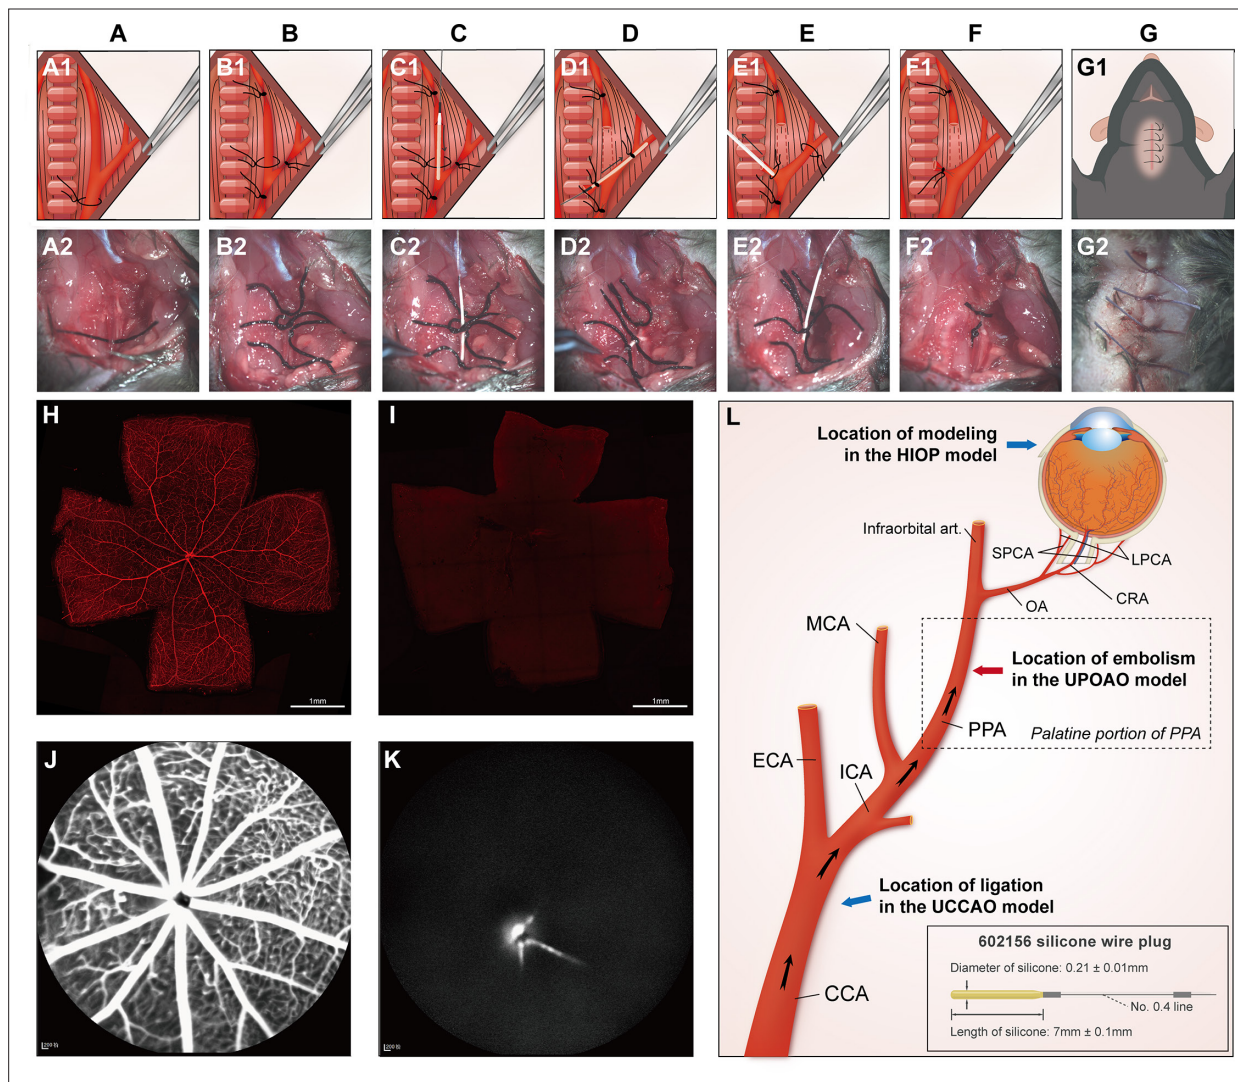 A
B
C
D
E
F
G
A1
B1
C1
D1
E1
F1
G1
A2
B2
C2
D2
E2
F2
G2
H
1mm
I
1mm
J
K
L
Location of modeling
in the HIOP model
Infraorbital art.
SPCA
LPCA
CRA
OA
MCA
Location of embolism
in the UPOAO model
PPA
Palatine portion of PPA
ECA
ICA
Location of ligation
in the UCCAO model
CCA
602156 silicone wire plug
Diameter of silicone: 0.21 ± 0.01mm
No. 0.4 line
Length of silicone: 7mm ± 0.1mm